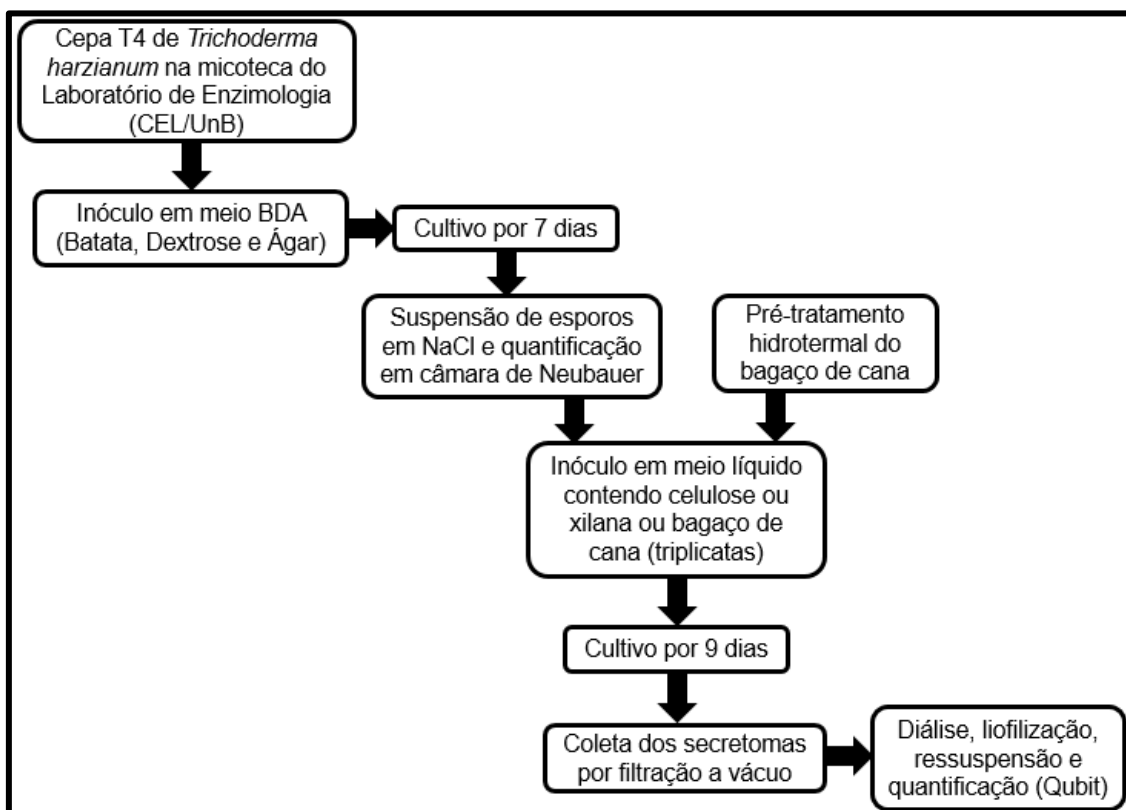 Cepa T4 de Trichoderma
harzianum na micoteca do
Laboratório de Enzimologia
(CEL/UnB)
Inóculo em meio BDA
(Batata, Dextrose e Ágar)
Cultivo por 7 dias
Suspensão de esporos
em NaCl e quantificação
em câmara de Neubauer
Pré-tratamento
hidrotermal do
bagaço de cana
Inóculo em meio líquido
contendo celulose ou
xilana ou bagaço de
cana (triplicatas)
Cultivo por 9 dias
Coleta dos secretomas
por filtração a vácuo
Diálise, liofilização,
ressuspensão e
quantificação (Qubit)